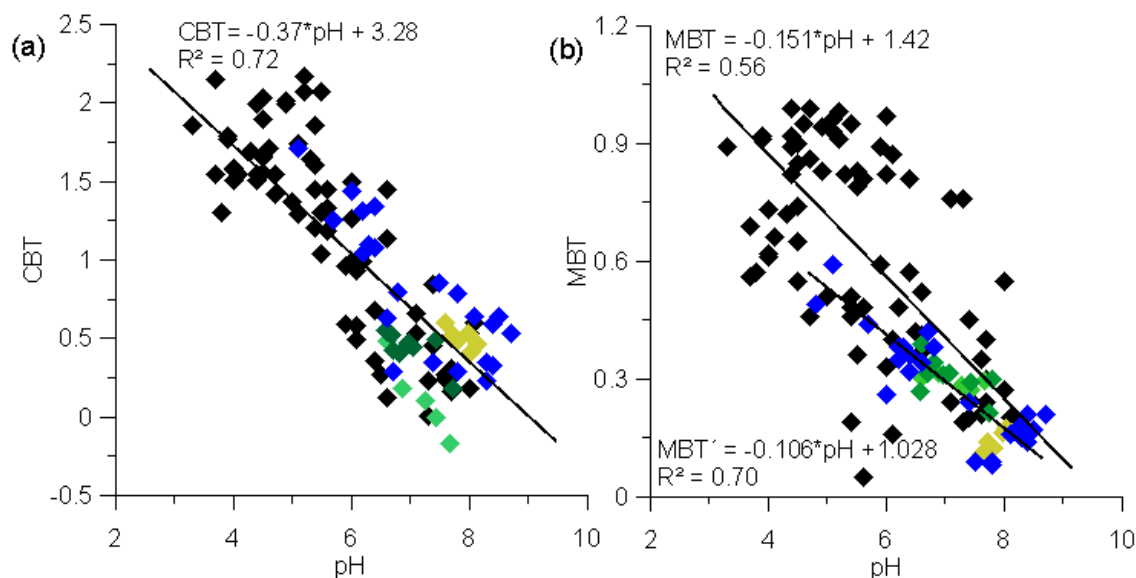 (a)
CBT= -0.37*pH + 3.28
R² = 0.72
2.5
2
1.5
1
0.5
0
-0.5
CBT
2
4
6
8
10
pH
(b)
MBT = -0.151*pH + 1.42
R² = 0.56
1.2
0.9
0.6
0.3
0
MBT
MBT´ = -0.106*pH + 1.028
R² = 0.70
2
4
6
8
10
pH